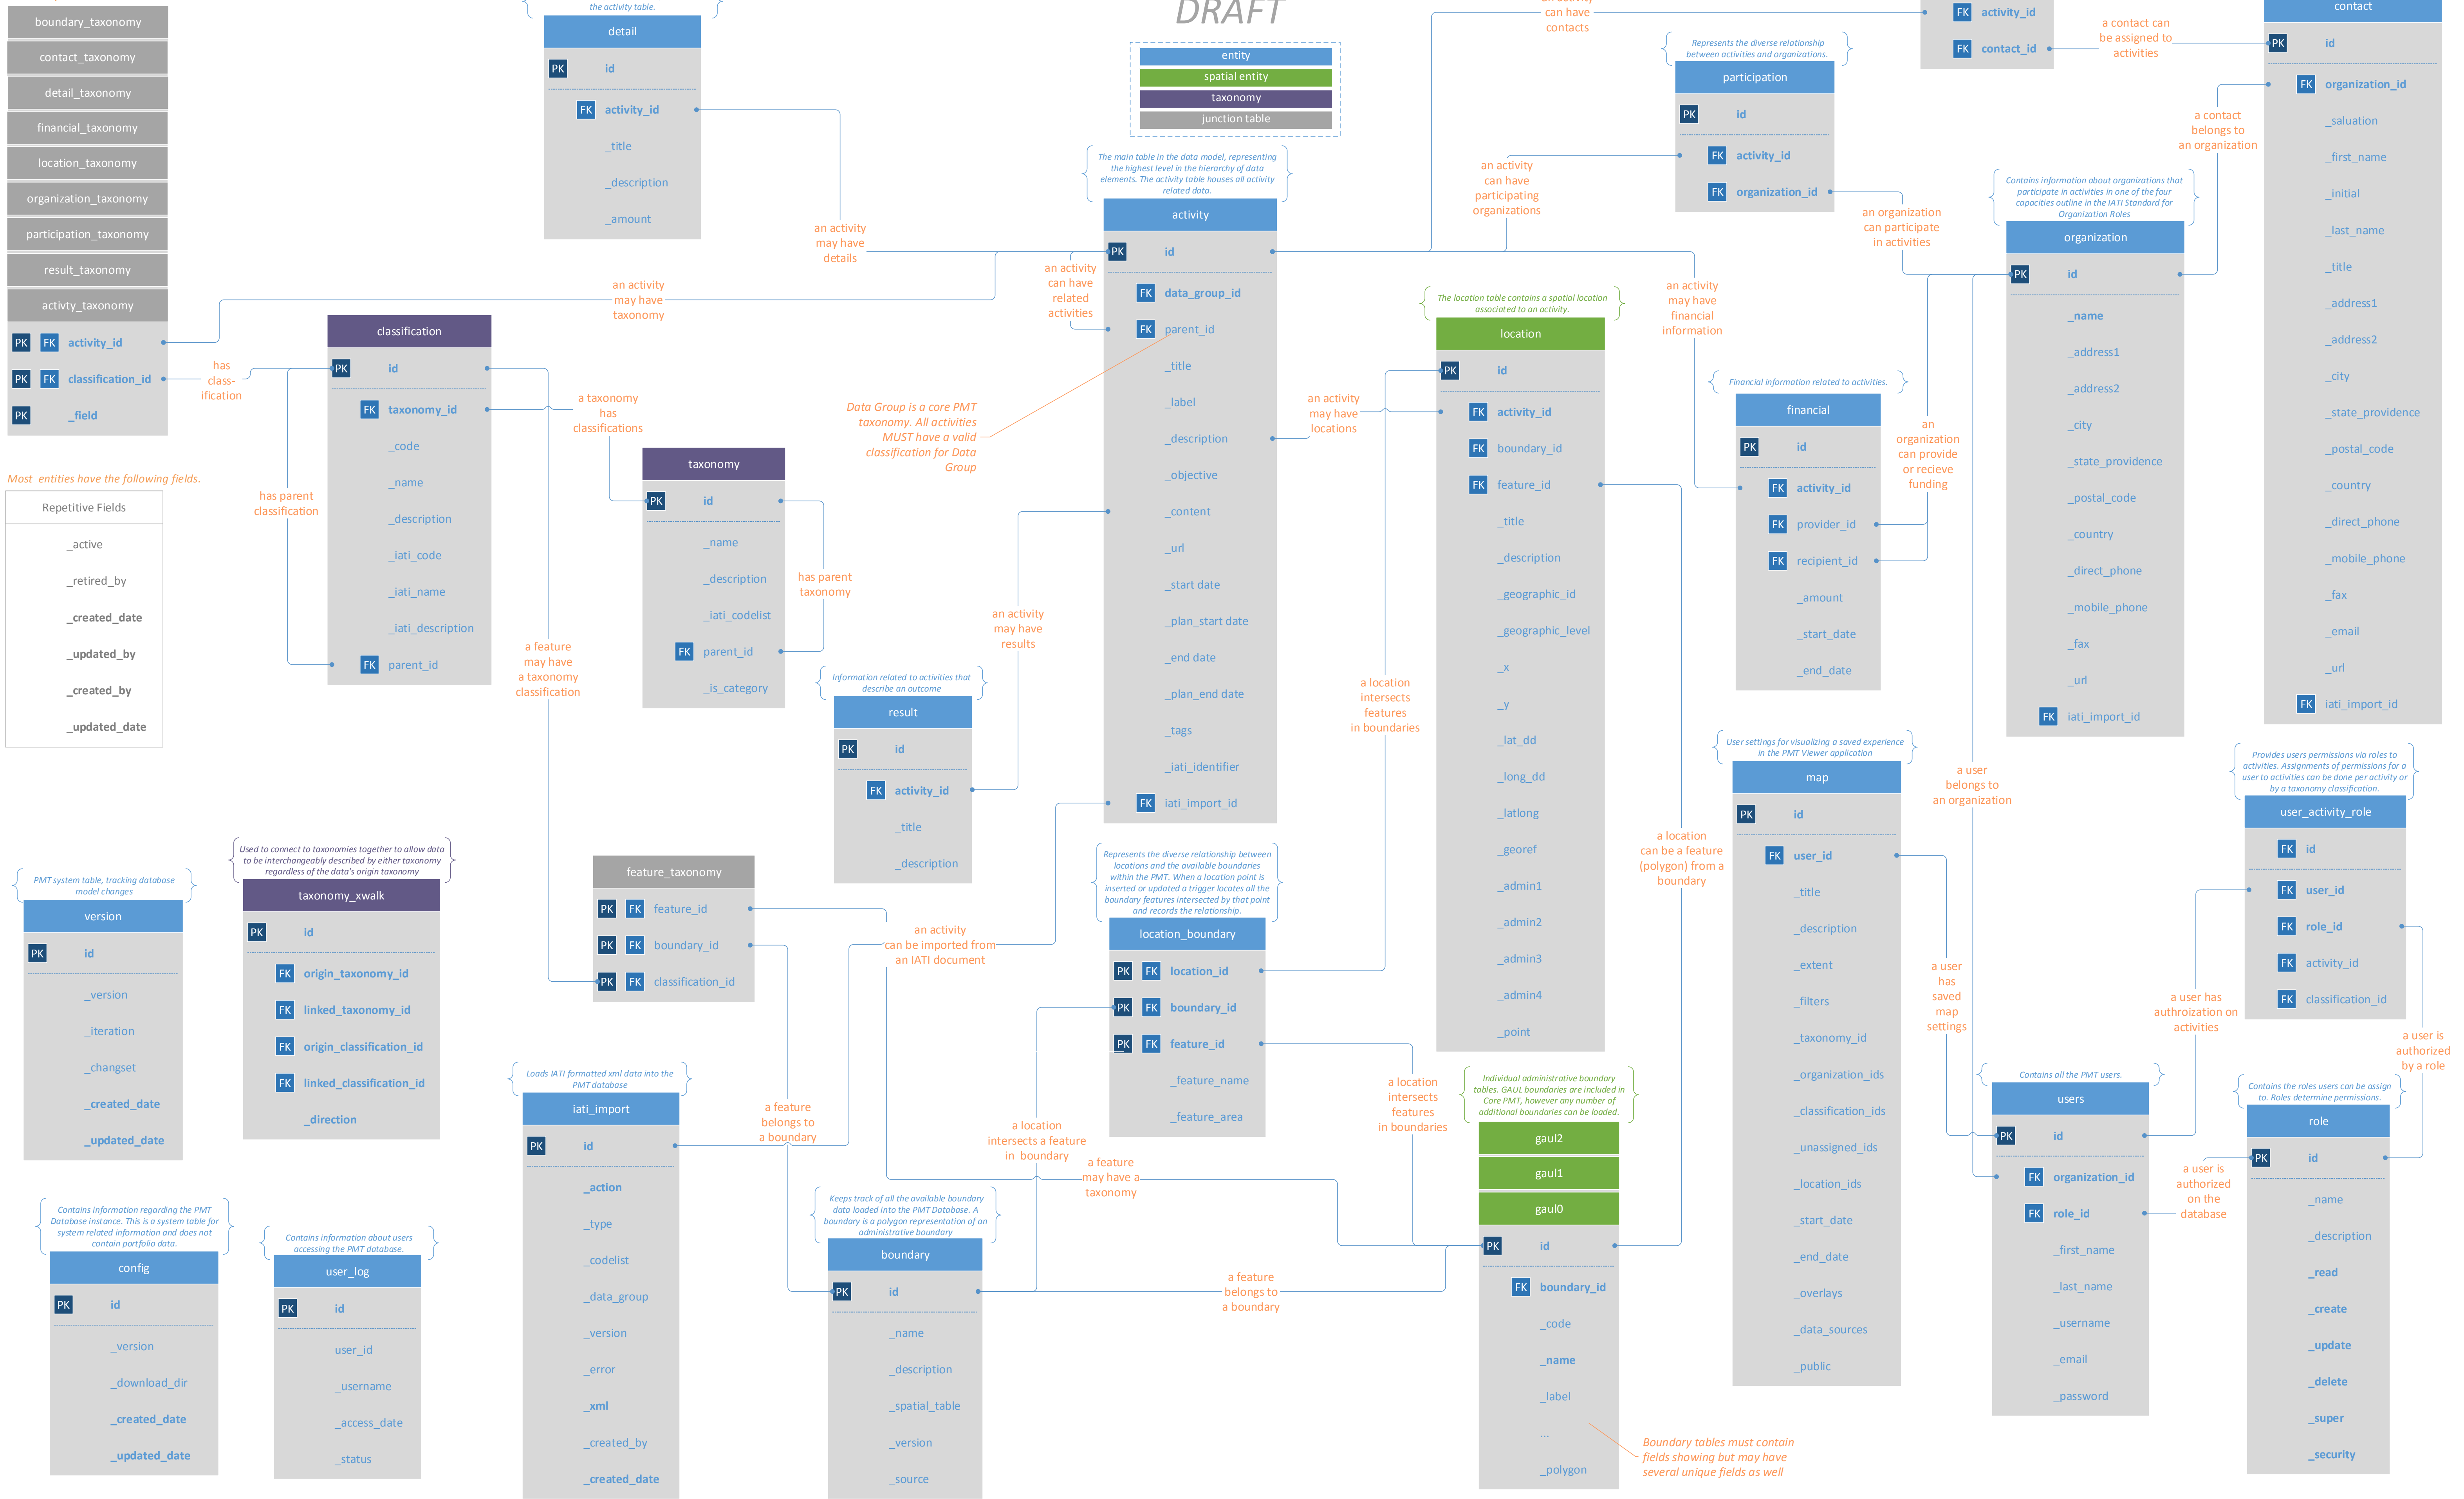 boundary_taxonomy
contact_taxonomy
detail_taxonomy
financial_taxonomy
location_taxonomy
organization_taxonomy
participation_taxonomy
result_taxonomy
activty_taxonomy
PK FK activity_id
PK FK classification_id
PK _field
Most entities have the following fields.
Repetitive Fields
_active
_retired_by
_created_date
_updated_by
_created_by
_updated_date
has
class-
ification
an activity
may have
taxonomy
classification
PK id
FK taxonomy_id
_code
_name
_description
_iati_code
_iati_name
_iati_description
FK parent_id
has parent
classification
a taxonomy
has
classifications
taxonomy
PK id
_name
_description
_iati_codelist
FK parent_id
_is_category
has parent
taxonomy
a feature
may have
a taxonomy
classification
the activity table.
detail
PK id
FK activity_id
_title
_description
_amount
an activity
may have
details
DRAFT
entity
spatial entity
taxonomy
junction table
The main table in the data model, representing
the highest level in the hierarchy of data
elements. The activity table houses all activity
related data.
activity
PK id
FK data_group_id
FK parent_id
_title
_label
_description
_objective
_content
_url
_start date
_plan_start date
_end date
_plan_end date
_tags
_iati_identifier
FK iati_import_id
an activity
can have
related
activities
Data Group is a core PMT
taxonomy. All activities
MUST have a valid
classification for Data
Group
an activity
may have
results
Information related to activities that
describe an outcome
result
PK id
FK activity_id
_title
_description
an activity
can have
contacts
FK activity_id
FK contact_id
a contact can
be assigned to
activities
Represents the diverse relationship
between activities and organizations.
participation
PK id
FK activity_id
FK organization_id
an activity
can have
participating
organizations
an organization
can participate
in activities
Contains information about organizations that
participate in activities in one of the four
capacities outline in the IATI Standard for
Organization Roles
organization
PK id
_name
_address1
_address2
_city
_state_providence
_postal_code
_country
_direct_phone
_mobile_phone
_fax
_url
FK iati_import_id
a contact
belongs to
an organization
contact
PK id
FK organization_id
_saluation
_first_name
_initial
_last_name
_title
_address1
_address2
_city
_state_providence
_postal_code
_country
_direct_phone
_mobile_phone
_fax
_email
_url
FK iati_import_id
The location table contains a spatial location
associated to an activity.
location
PK id
FK activity_id
FK boundary_id
FK feature_id
_title
_description
_geographic_id
_geographic_level
_x
_y
_lat_dd
_long_dd
_latlong
_georef
_admin1
_admin2
_admin3
_admin4
_point
an activity
may have
locations
an activity
may have
financial
information
Financial information related to activities.
financial
PK id
FK activity_id
FK provider_id
FK recipient_id
_amount
_start_date
_end_date
an
organization
can provide
or recieve
funding
a location
intersects
features
in boundaries
a location
can be a feature
(polygon) from a
boundary
User settings for visualizing a saved experience
in the PMT Viewer application
map
PK id
FK user_id
_title
_description
_extent
_filters
_taxonomy_id
_organization_ids
_classification_ids
_unassigned_ids
_location_ids
_start_date
_end_date
_overlays
_data_sources
_public
a user
belongs to
an organization
a user
has
saved
map
settings
Provides users permissions via roles to
activities. Assignments of permissions for a
user to activities can be done per activity or
by a taxonomy classification.
user_activity_role
FK id
FK user_id
FK role_id
FK activity_id
FK classification_id
a user has
authroization on
activities
a user is
authorized
by a role
Contains all the PMT users.
users
PK id
FK organization_id
FK role_id
_first_name
_last_name
_username
_email
_password
a user is
authorized
on the
database
Contains the roles users can be assign
to. Roles determine permissions.
role
PK id
_name
_description
_read
_create
_update
_delete
_super
_security
PMT system table, tracking database
model changes
version
PK id
_version
_iteration
_changset
_created_date
_updated_date
Used to connect to taxonomies together to allow data
to be interchangeably described by either taxonomy
regardless of the data's origin taxonomy
taxonomy_xwalk
PK id
FK origin_taxonomy_id
FK linked_taxonomy_id
FK origin_classification_id
FK linked_classification_id
_direction
feature_taxonomy
PK FK feature_id
PK FK boundary_id
PK FK classification_id
an activity
can be imported from
an IATI document
Represents the diverse relationship between
locations and the available boundaries
within the PMT. When a location point is
inserted or updated a trigger locates all the
boundary features intersected by that point
and records the relationship.
location_boundary
PK FK location_id
PK FK boundary_id
PK FK feature_id
_feature_name
_feature_area
Loads IATI formatted xml data into the
PMT database
iati_import
PK id
_action
_type
_codelist
_data_group
_version
_error
_xml
_created_by
_created_date
a feature
belongs to
a boundary
a location
intersects a feature
in boundary
a feature
may have a
taxonomy
a location
intersects
features
in boundaries
Contains information regarding the PMT
Database instance. This is a system table for
system related information and does not
contain portfolio data.
config
PK id
_version
_download_dir
_created_date
_updated_date
Contains information about users
accessing the PMT database.
user_log
PK id
user_id
_username
_access_date
_status
Keeps track of all the available boundary
data loaded into the PMT Database. A
boundary is a polygon representation of an
administrative boundary
boundary
PK id
_name
_description
_spatial_table
_version
_source
a feature
belongs to
a boundary
Individual administrative boundary
tables. GAUL boundaries are included in
Core PMT, however any number of
additional boundaries can be loaded.
gaul2
gaul1
gaul0
PK id
FK boundary_id
_code
_name
_label
...
_polygon
Boundary tables must contain
fields showing but may have
several unique fields as well